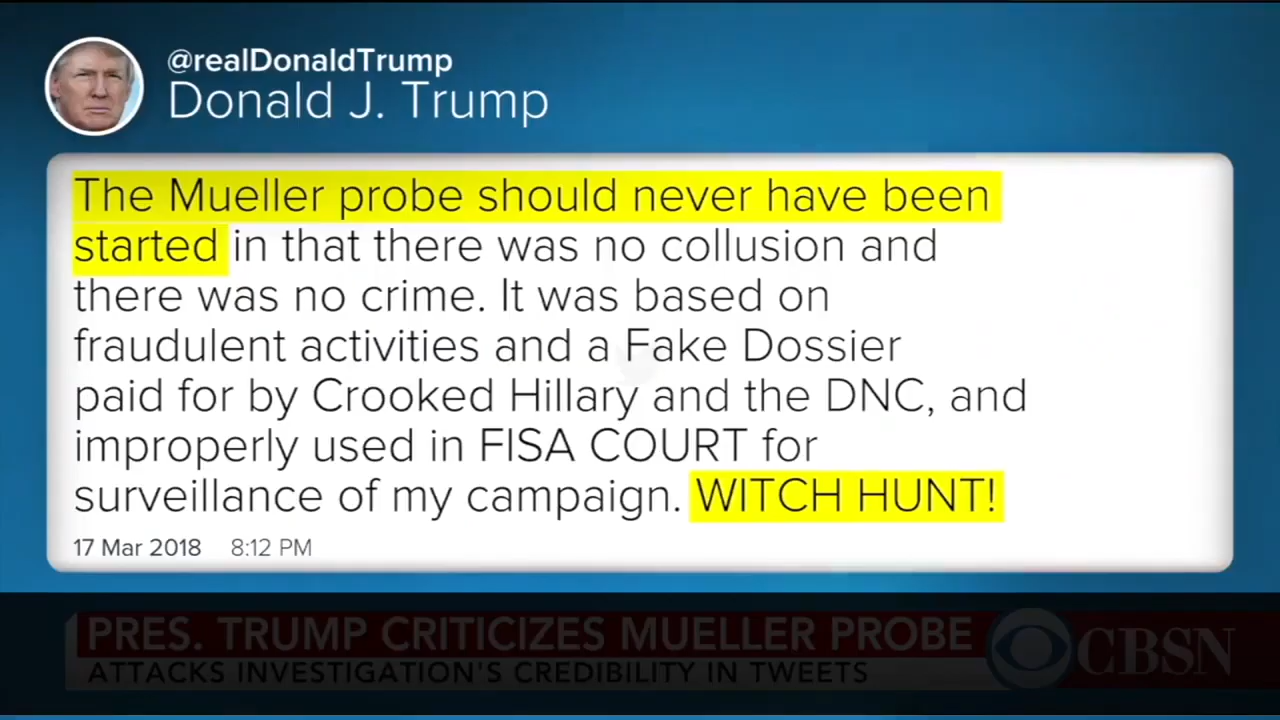 @realDonaldTrump
Donald J. Trump
The Mueller probe should never have been
started in that there was no collusion and
there was no crime. It was based on
fraudulent activities and a Fake Dossier
paid for by Crooked Hillary and the DNC, and
improperly used in FISA COURT for
surveillance of my campaign. WITCH HUNT!
17 Mar 2018 8:12 PM
PRES. TRUMP CRITICIZES MUELLER PROBE
ATTACKS INVESTIGATION'S CREDIBILITY IN TWEETS
CBSN